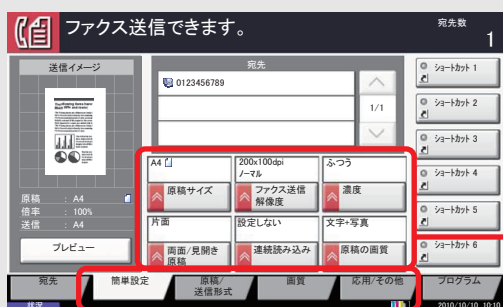 ファクス送信できます。
宛先数
1
送信イメージ
宛先
0123456789
1/1
原稿 : A4
倍率 : 100%
送信 : A4
プレビュー
A4
原稿サイズ
200x100dpi
ノーマル
ファクス送信
解像度
ふつう
濃度
片面
両面/見開き
原稿
設定しない
連続読み込み
文字+写真
原稿の画質
ショートカット 1
ショートカット 2
ショートカット 3
ショートカット 4
ショートカット 5
ショートカット 6
宛先
簡単設定
原稿/
送信形式
画質
応用/その他
プログラム
状況
2010/10/10 10:10